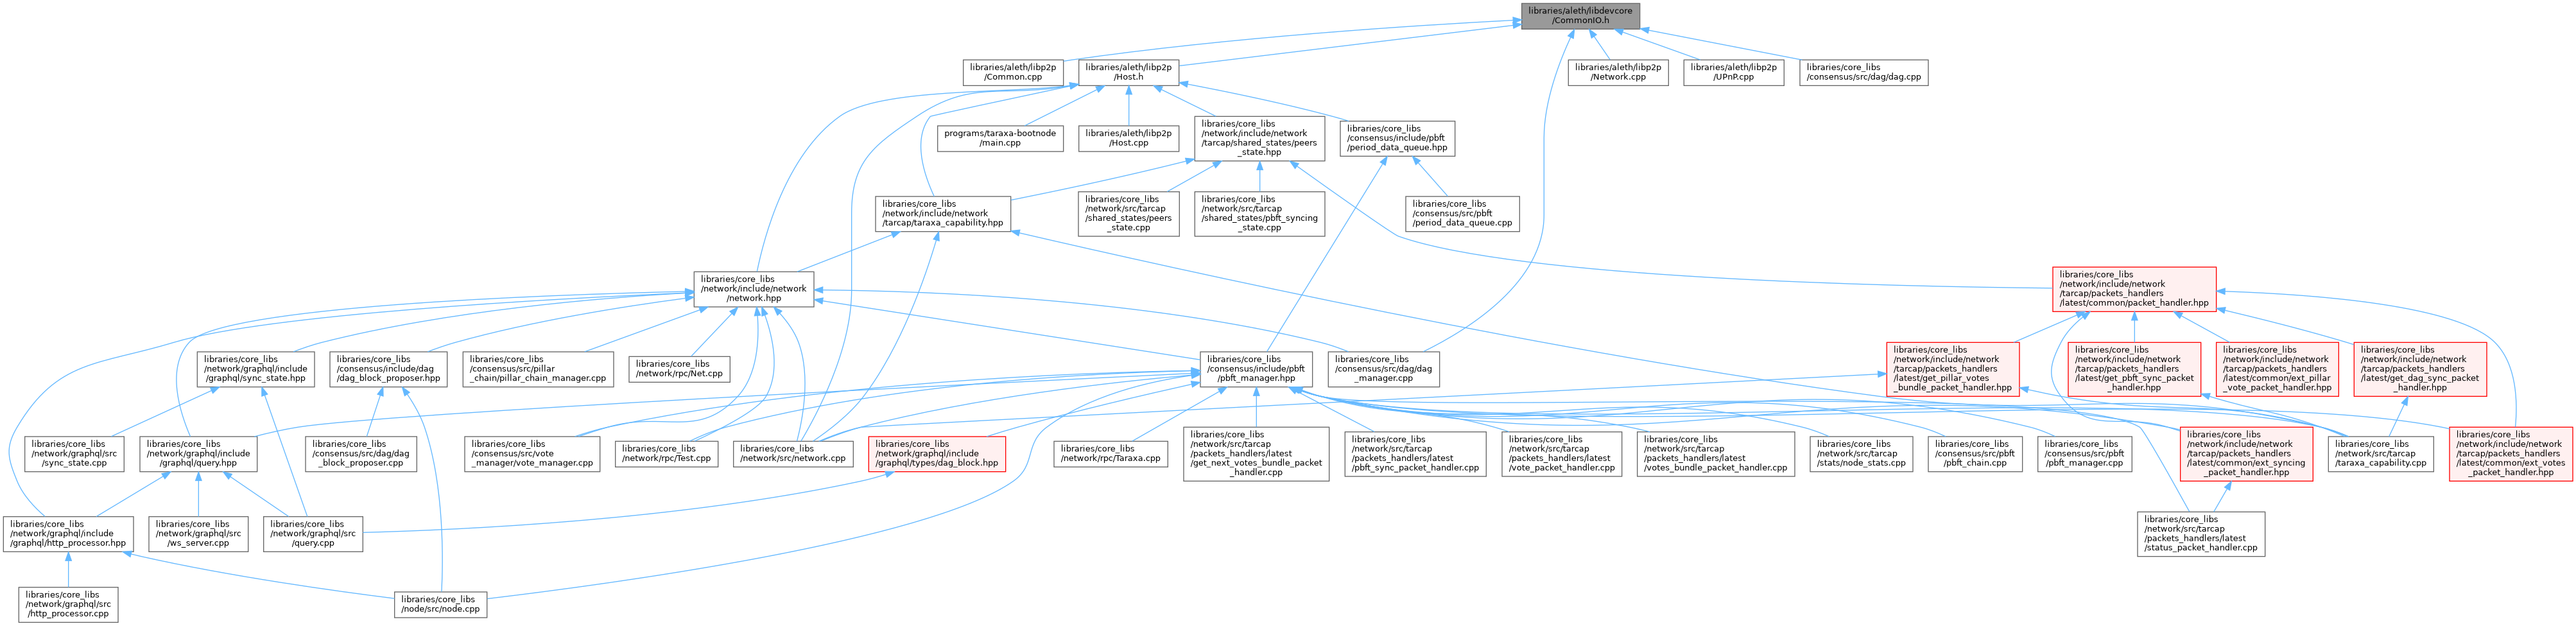 libraries/aleth/libdevcore
/CommonIO.h
libraries/aleth/libp2p
/Common.cpp
libraries/aleth/libp2p
/Host.h
libraries/aleth/libp2p
/Network.cpp
libraries/aleth/libp2p
/UPnP.cpp
libraries/core_libs
/consensus/src/dag/dag.cpp
programs/taraxa-bootnode
/main.cpp
libraries/aleth/libp2p
/Host.cpp
libraries/core_libs
/network/include/network
/tarcap/shared_states/peers
_state.hpp
libraries/core_libs
/consensus/include/pbft
/period_data_queue.hpp
libraries/core_libs
/network/include/network
/tarcap/taraxa_capability.hpp
libraries/core_libs
/network/src/tarcap
/shared_states/peers
_state.cpp
libraries/core_libs
/network/src/tarcap
/shared_states/pbft_syncing
_state.cpp
libraries/core_libs
/consensus/src/pbft
/period_data_queue.cpp
libraries/core_libs
/network/include/network
/network.hpp
libraries/core_libs
/network/include/network
/tarcap/packets_handlers
/latest/common/packet_handler.hpp
libraries/core_libs
/network/graphql/include
/graphql/sync_state.hpp
libraries/core_libs
/consensus/include/dag
/dag_block_proposer.hpp
libraries/core_libs
/consensus/src/pillar
_chain/pillar_chain_manager.cpp
libraries/core_libs
/network/rpc/Net.cpp
libraries/core_libs
/consensus/include/pbft
/pbft_manager.hpp
libraries/core_libs
/consensus/src/dag/dag
_manager.cpp
libraries/core_libs
/network/include/network
/tarcap/packets_handlers
/latest/get_pillar_votes
_bundle_packet_handler.hpp
libraries/core_libs
/network/include/network
/tarcap/packets_handlers
/latest/get_pbft_sync_packet
_handler.hpp
libraries/core_libs
/network/include/network
/tarcap/packets_handlers
/latest/common/ext_pillar
_vote_packet_handler.hpp
libraries/core_libs
/network/include/network
/tarcap/packets_handlers
/latest/get_dag_sync_packet
_handler.hpp
libraries/core_libs
/network/graphql/src
/sync_state.cpp
libraries/core_libs
/network/graphql/include
/graphql/query.hpp
libraries/core_libs
/consensus/src/dag/dag
_block_proposer.cpp
libraries/core_libs
/consensus/src/vote
_manager/vote_manager.cpp
libraries/core_libs
/network/rpc/Test.cpp
libraries/core_libs
/network/src/network.cpp
libraries/core_libs
/network/graphql/include
/graphql/types/dag_block.hpp
libraries/core_libs
/network/rpc/Taraxa.cpp
libraries/core_libs
/network/src/tarcap
/packets_handlers/latest
/get_next_votes_bundle_packet
_handler.cpp
libraries/core_libs
/network/src/tarcap
/packets_handlers/latest
/pbft_sync_packet_handler.cpp
libraries/core_libs
/network/src/tarcap
/packets_handlers/latest
/vote_packet_handler.cpp
libraries/core_libs
/network/src/tarcap
/packets_handlers/latest
/votes_bundle_packet_handler.cpp
libraries/core_libs
/network/src/tarcap
/stats/node_stats.cpp
libraries/core_libs
/consensus/src/pbft
/pbft_chain.cpp
libraries/core_libs
/consensus/src/pbft
/pbft_manager.cpp
libraries/core_libs
/network/include/network
/tarcap/packets_handlers
/latest/common/ext_syncing
_packet_handler.hpp
libraries/core_libs
/network/src/tarcap
/taraxa_capability.cpp
libraries/core_libs
/network/include/network
/tarcap/packets_handlers
/latest/common/ext_votes
_packet_handler.hpp
libraries/core_libs
/network/graphql/include
/graphql/http_processor.hpp
libraries/core_libs
/network/graphql/src
/ws_server.cpp
libraries/core_libs
/network/graphql/src
/query.cpp
libraries/core_libs
/network/src/tarcap
/packets_handlers/latest
/status_packet_handler.cpp
libraries/core_libs
/network/graphql/src
/http_processor.cpp
libraries/core_libs
/node/src/node.cpp